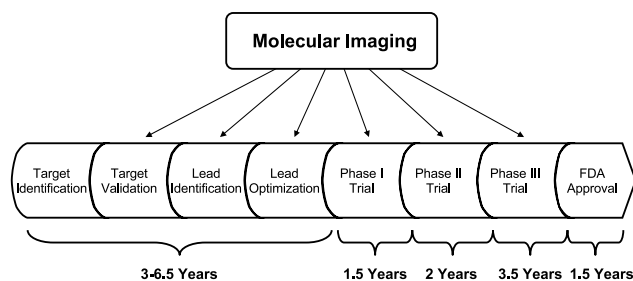 Molecular Imaging
Target
Identification
Target
Validation
Lead
Identification
Lead
Optimization
Phase I
Trial
Phase II
Trial
Phase III
Trial
FDA
Approval
3-6.5 Years
1.5 Years
2 Years
3.5 Years
1.5 Years